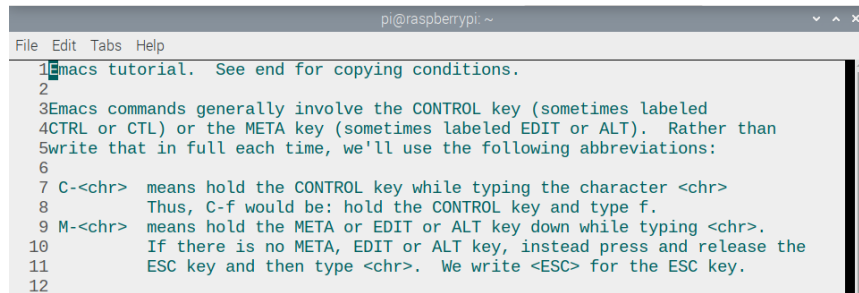 pi@raspberrypi: ~
File Edit Tabs Help
1Emacs tutorial.  See end for copying conditions.
2
3Emacs commands generally involve the CONTROL key (sometimes labeled
4CTRL or CTL) or the META key (sometimes labeled EDIT or ALT).  Rather than
5write that in full each time, we'll use the following abbreviations:
6
7 C-<chr>  means hold the CONTROL key while typing the character <chr>
8          Thus, C-f would be: hold the CONTROL key and type f.
9 M-<chr>  means hold the META or EDIT or ALT key down while typing <chr>.
10          If there is no META, EDIT or ALT key, instead press and release the
11          ESC key and then type <chr>.  We write <ESC> for the ESC key.
12